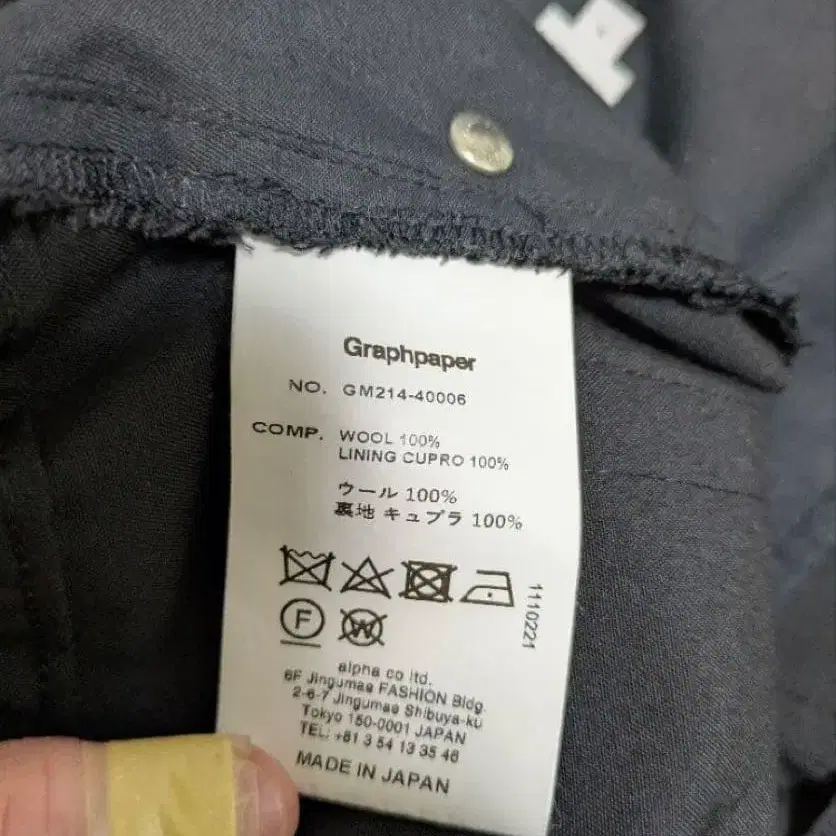 Graphpaper
NO. GM214-40006
COMP. WOOL 100%
LINING CUPRO 100%
ウール 100%
裏地 キュプラ 100%
F
W
1110221
alpha co ltd.
6F Jingumae FASHION Bldg.
2-6-7 Jingumae Shibuya-ku
Tokyo 150-0001 JAPAN
TEL: +81 3 54 13 35 46
MADE IN JAPAN